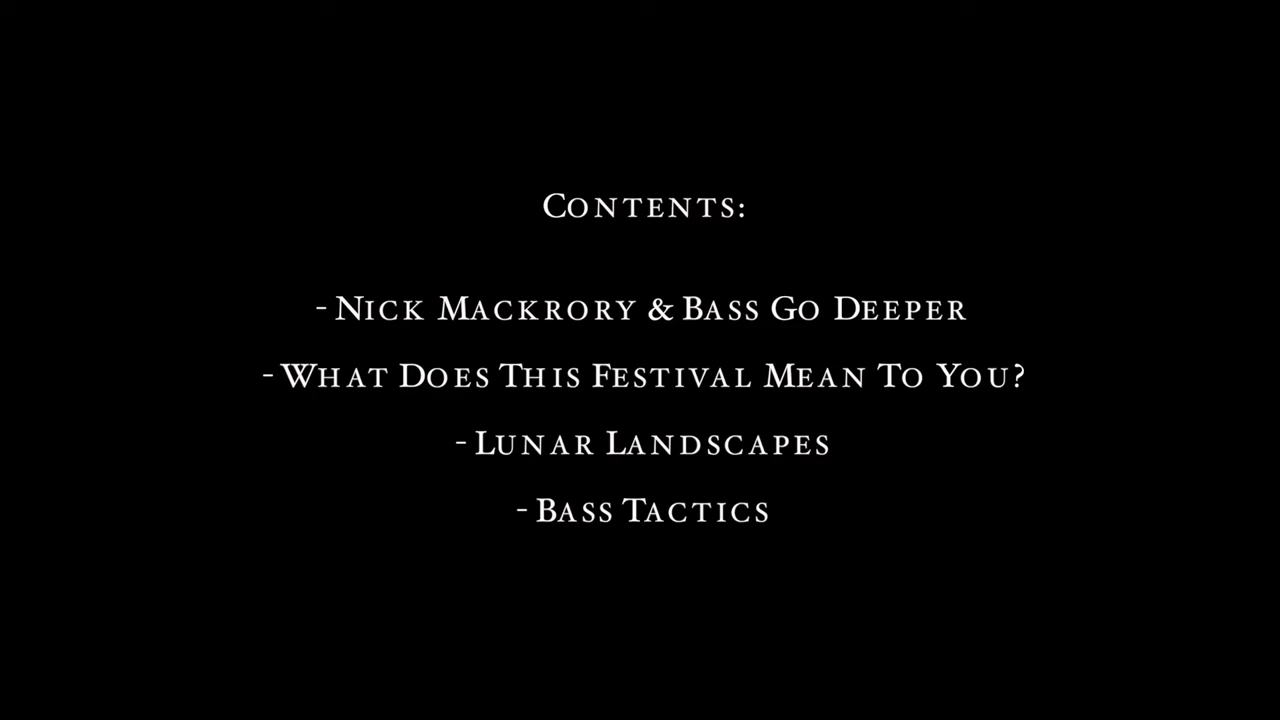 Contents:
- Nick Mackrory & Bass Go Deeper
- What Does This Festival Mean To You?
- Lunar Landscapes
- Bass Tactics